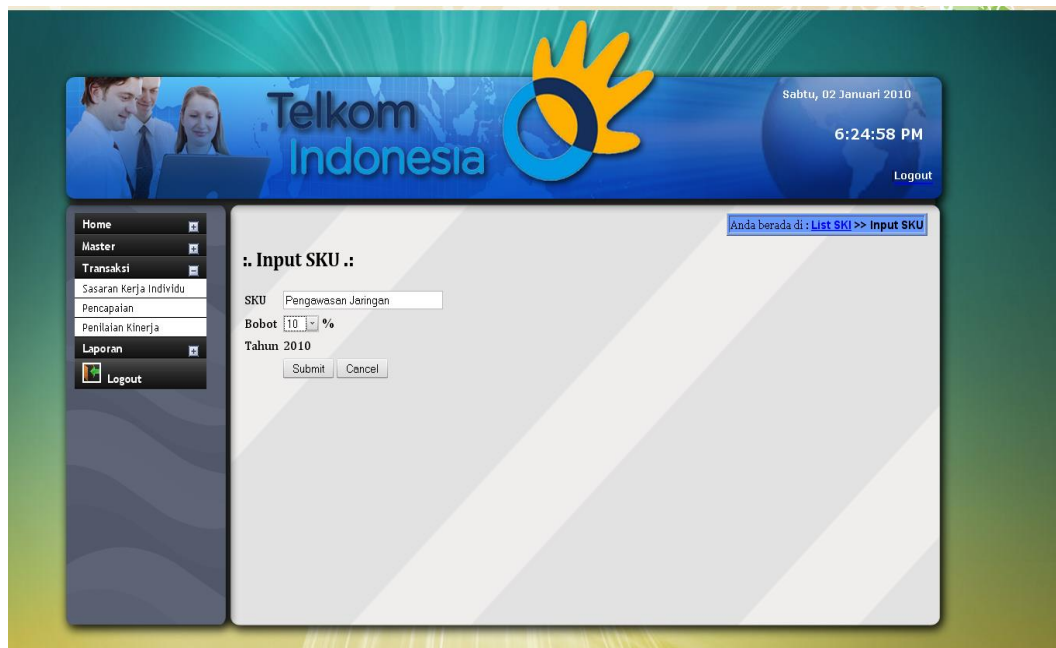 Telkom
Indonesia
Sabtu, 02 Januari 2010
6:24:58 PM
Logout
Home
Master
Transaksi
Sasaran Kerja Individu
Pencapaian
Penilaian Kinerja
Laporan
Logout
Anda berada di : List SKI >> Input SKU
:. Input SKU .:
SKU Pengawasan Jaringan
Bobot 10 %
Tahun 2010
Submit Cancel